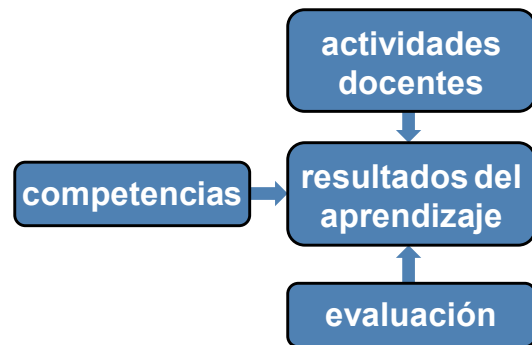 actividades
docentes
competencias
resultados del
aprendizaje
evaluación